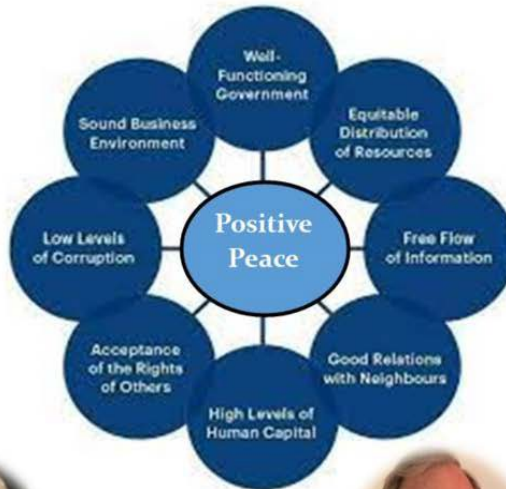 Well-
Functioning
Government
Equitable
Distribution
of Resources
Free Flow
of Information
Good Relations
with Neighbours
High Levels of
Human Capital
Acceptance
of the Rights
of Others
Low Levels
of Corruption
Sound Business
Environment
Positive
Peace